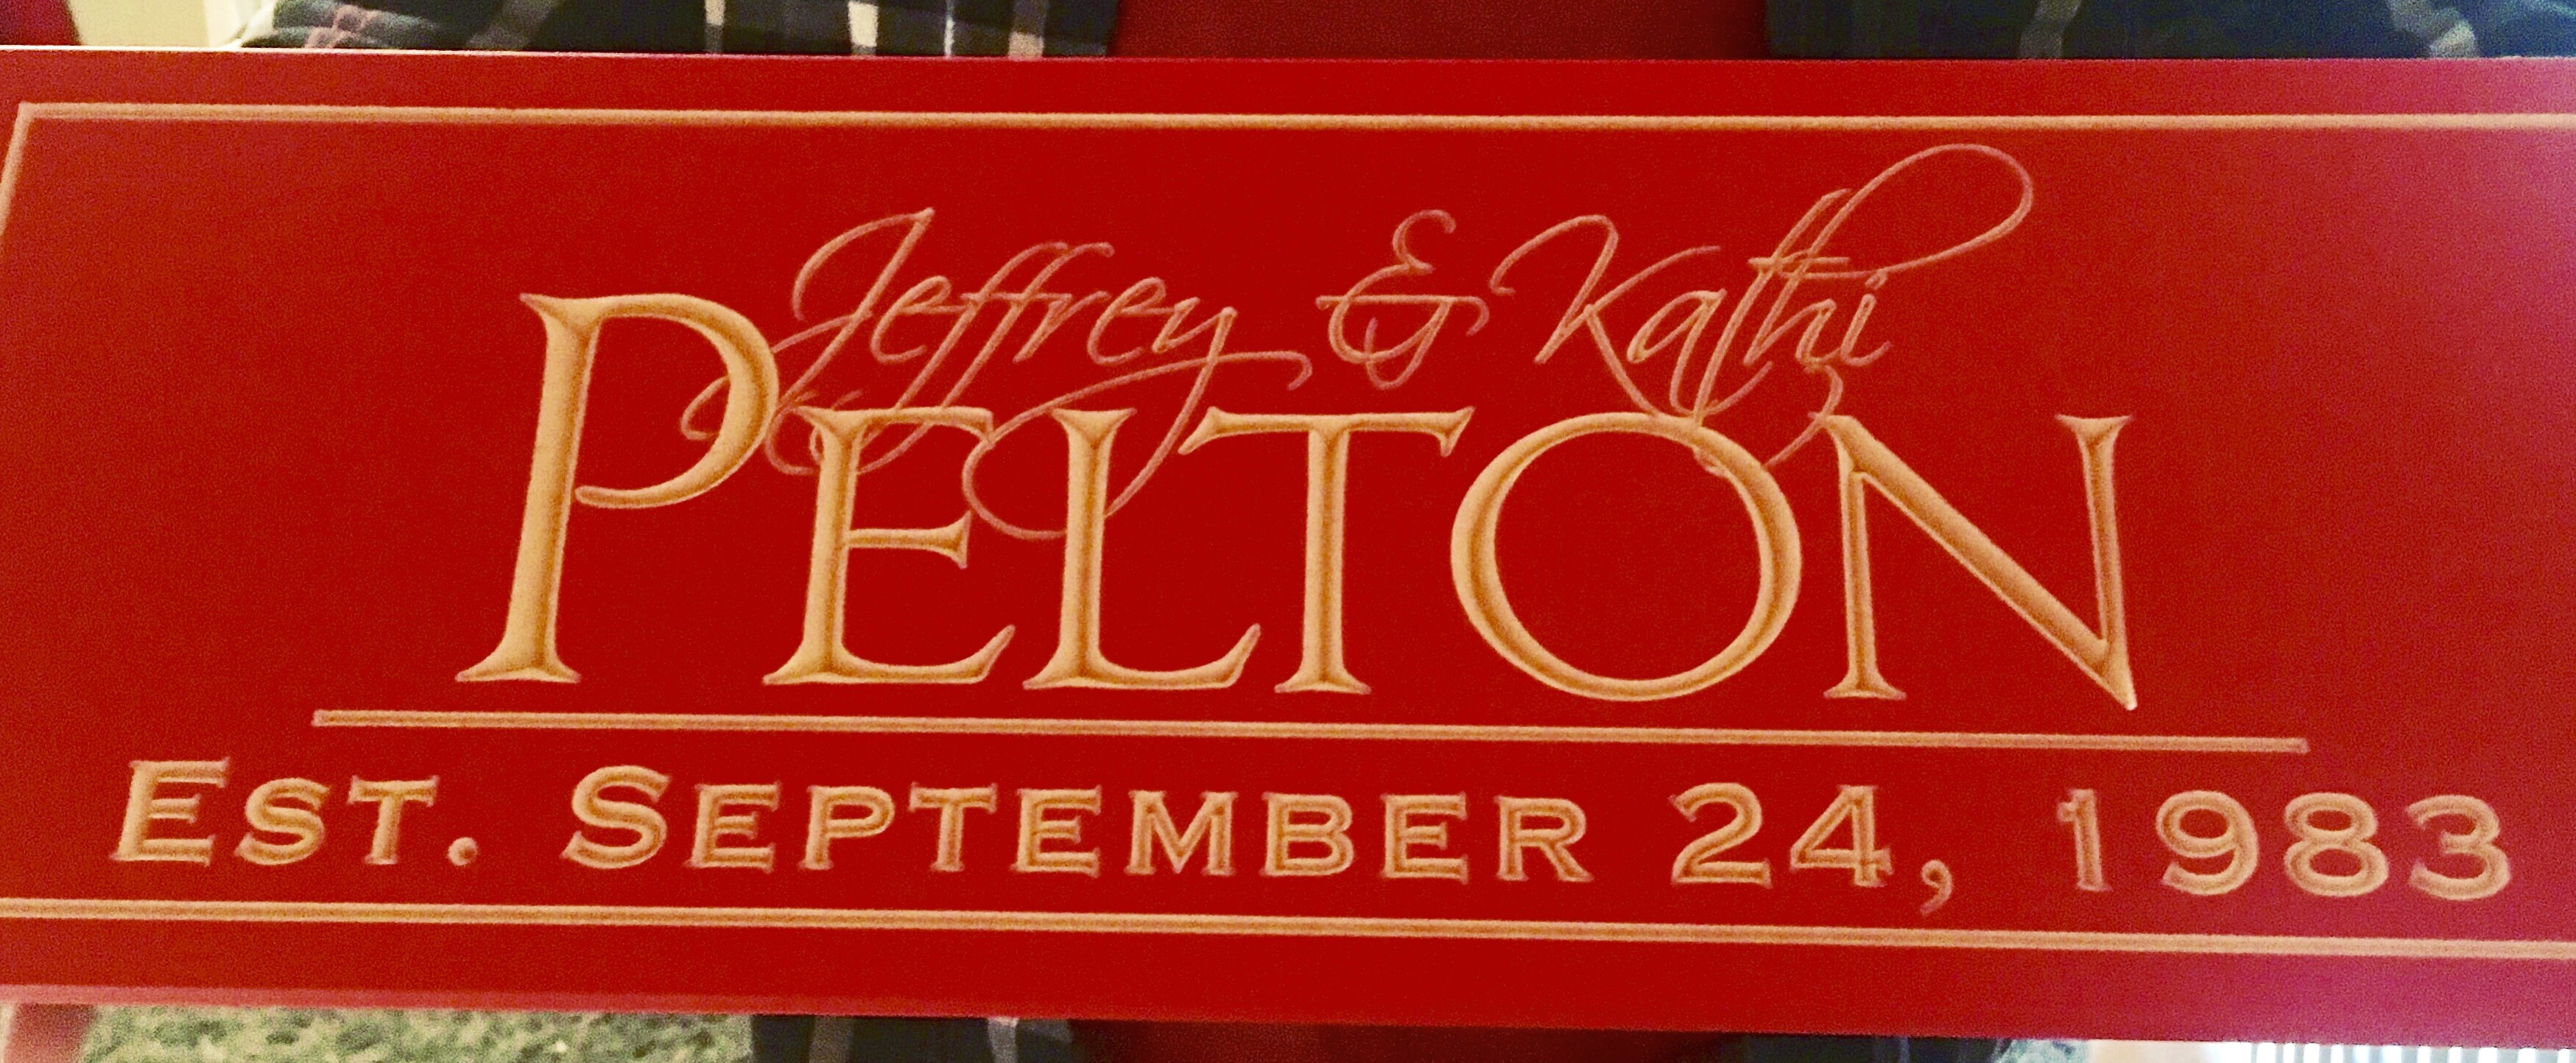 Jeffrey & Kathi
PELTON
EST. SEPTEMBER 24, 1983